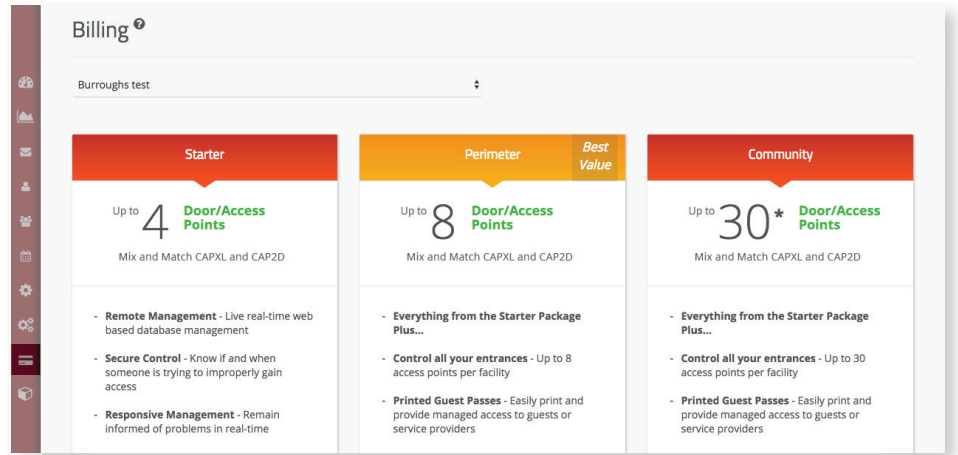 Billing ?
Burroughs test
Starter
Up to 4 Door/Access
Points
Mix and Match CAPXL and CAP2D
- Remote Management - Live real-time web
based database management
- Secure Control - Know if and when
someone is trying to improperly gain
access
- Responsive Management - Remain
informed of problems in real-time
Perimeter
Best
Value
Up to 8 Door/Access
Points
Mix and Match CAPXL and CAP2D
- Everything from the Starter Package
Plus...
- Control all your entrances - Up to 8
access points per facility
- Printed Guest Passes - Easily print and
provide managed access to guests or
service providers
Community
Up to 30* Door/Access
Points
Mix and Match CAPXL and CAP2D
- Everything from the Starter Package
Plus...
- Control all your entrances - Up to 30
access points per facility
- Printed Guest Passes - Easily print and
provide managed access to guests or
service providers